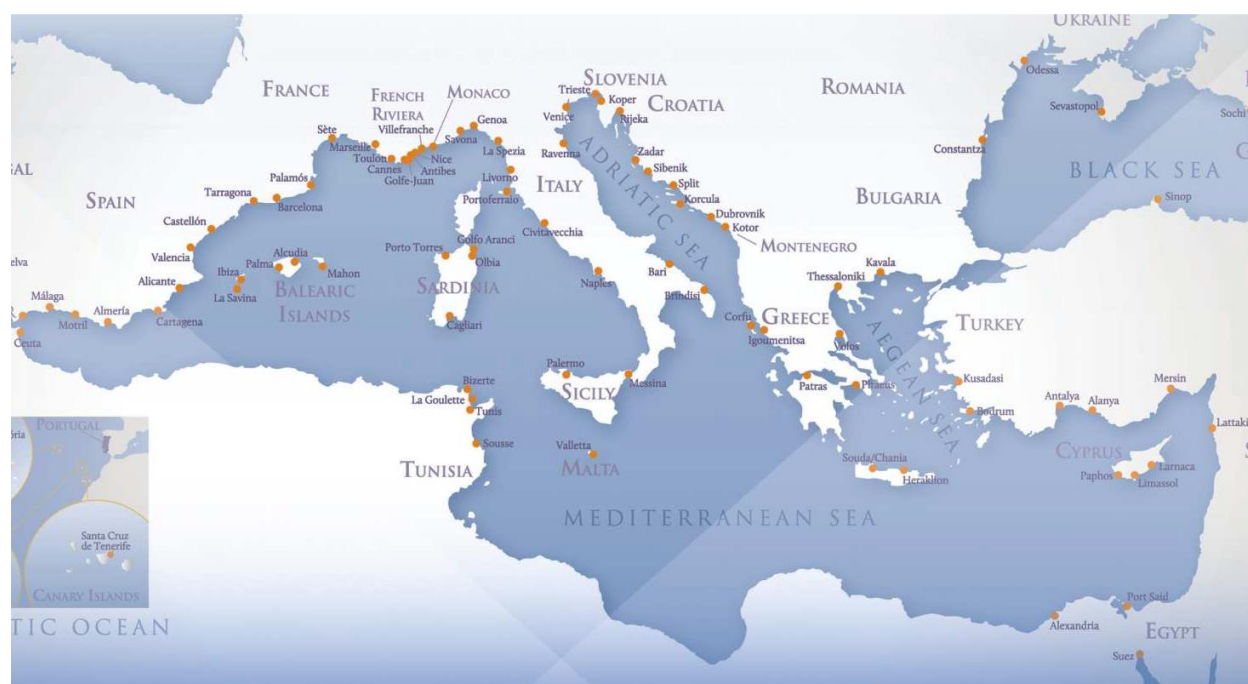 UKRAINE
Odessa
SLOVENIA
Trieste
Koper
CROATIA
ROMANIA
FRANCE
FRENCH
RIVIERA
MONACO
Sevastopol
Sochi
Venice
Rijeka
Villefranche
Genoa
Savona
Sète
Marseille
La Spezia
Constantza
Ravenna
Toulon
Nice
Cannes
Antibes
Golfe-Juan
ADRIATIC SEA
Zadar
BLACK SEA
Sibenik
Livorno
ITALY
Palamós
Split
Portoferraio
Tarragona
Barcelona
Korcula
BULGARIA
Sinop
SPAIN
Dubrovnik
Castellón
Kotor
Civitavecchia
MONTENEGRO
Golfo Aranci
Porto Torres
Valencia
Alcudia
Olbia
Kavala
Bari
Thessaloniki
Ibiza
Palma
Mahon
Naples
Alicante
La Savina
BALEARIC
ISLANDS
SARDINIA
Brindisi
Málaga
Almería
Motril
Cartagena
Cagliari
Corfu
GREECE
Igoumenitsa
TURKEY
Ceuta
Vofos
AEGEAN SEA
Palermo
Messina
SICILY
Patras
Piraeus
Kusadasi
Mersin
Bizerte
La Goulette
Tunis
Bodrum
Antalya
Alanya
PORTUGAL
Sousse
Valletta
MALTA
TUNISIA
CYPRUS
Souda/Chania
Heraklion
Larnaca
Paphos
Limassol
MEDITERRANEAN SEA
Santa Cruz
de Tenerife
CANARY ISLANDS
Port Said
Alexandria
EGYPT
Suez
TIC OCEAN